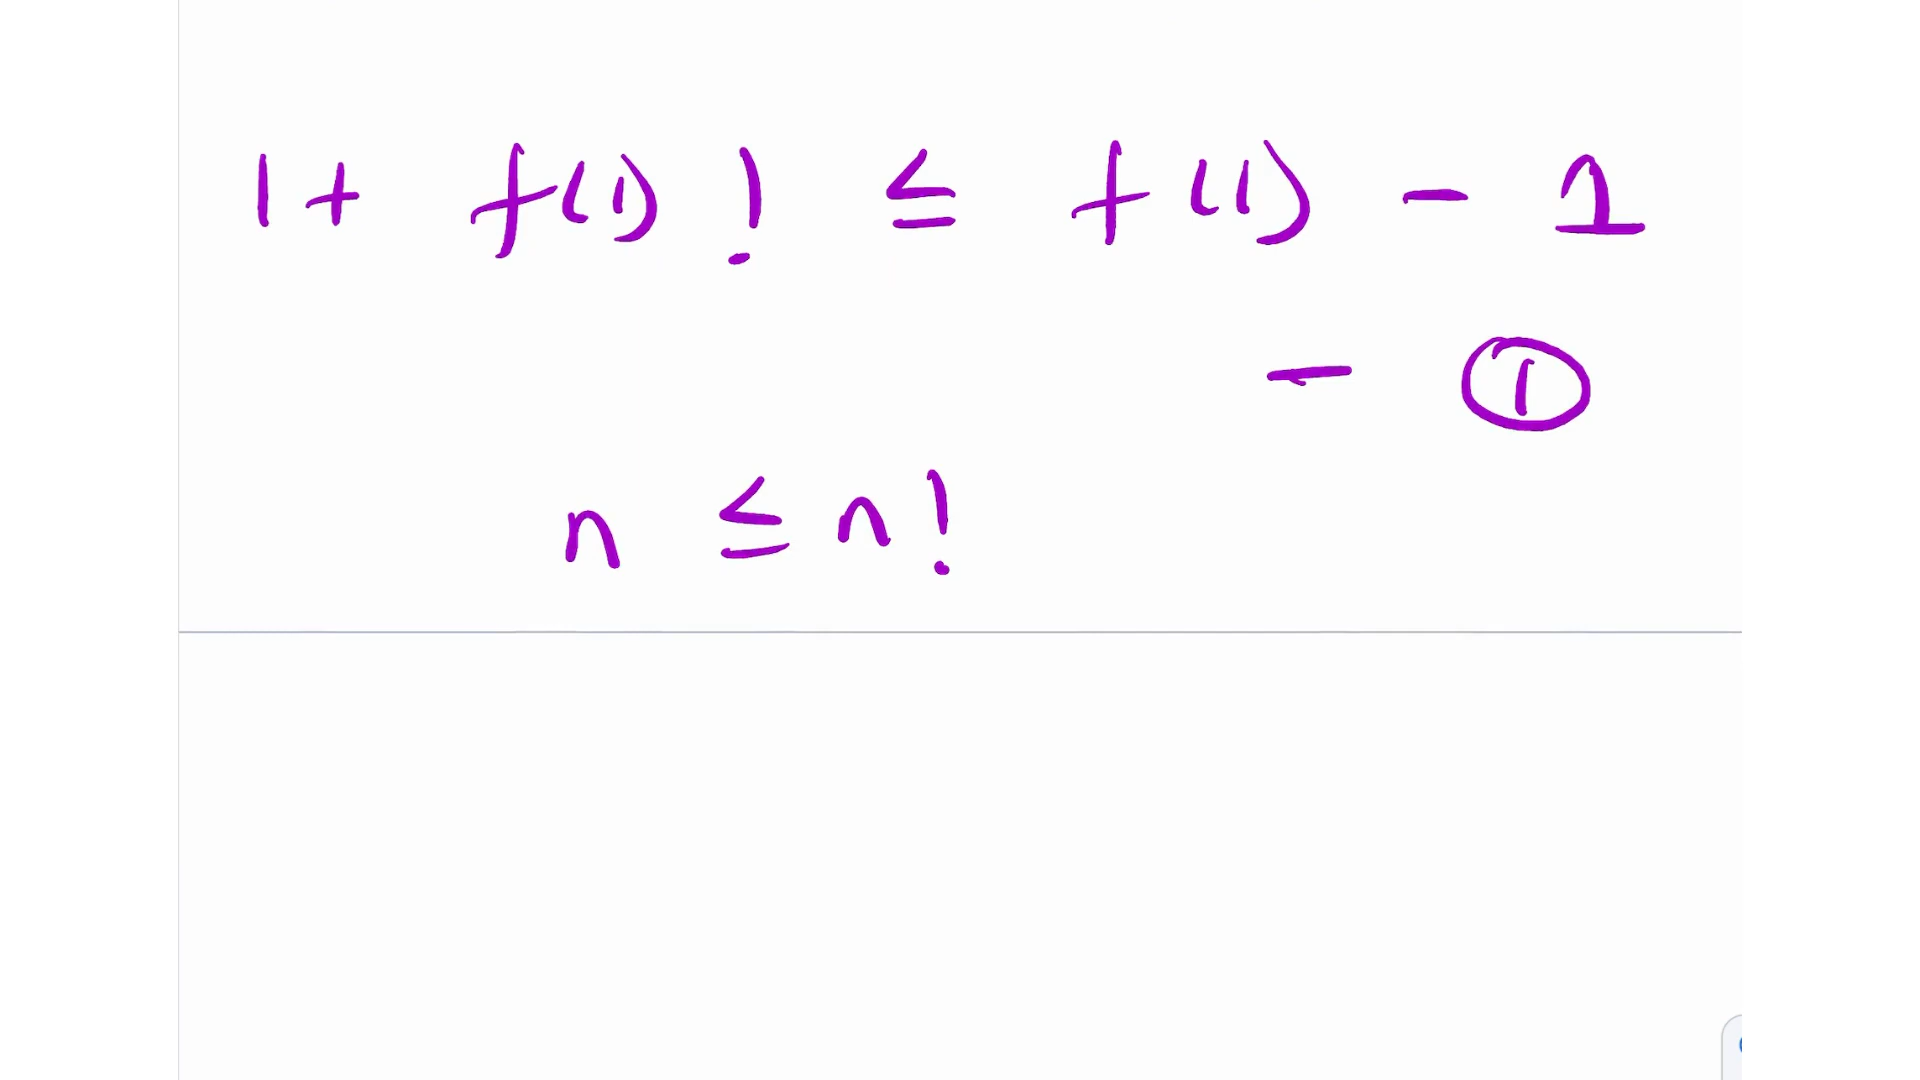 1+ f(1)! ≤ f(1) - 1
- ①
n ≤ n!